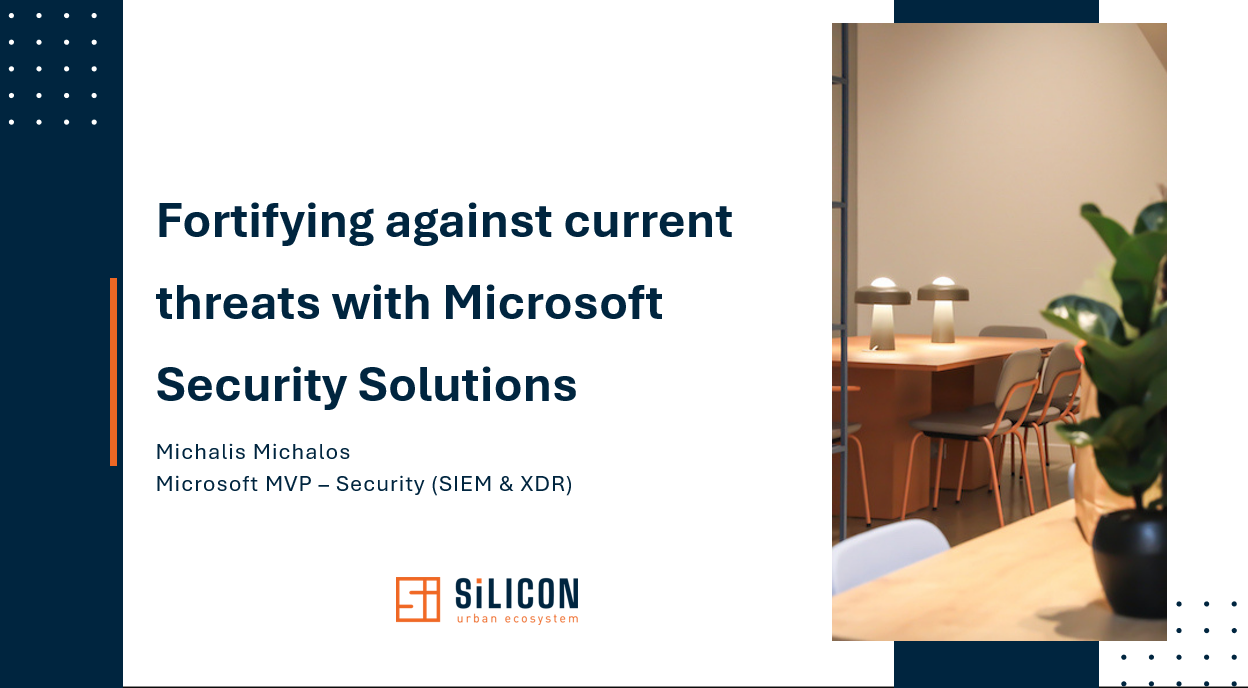 Fortifying against current
threats with Microsoft
Security Solutions
Michalis Michalos
Microsoft MVP – Security (SIEM & XDR)
SiLICON
urban ecosystem